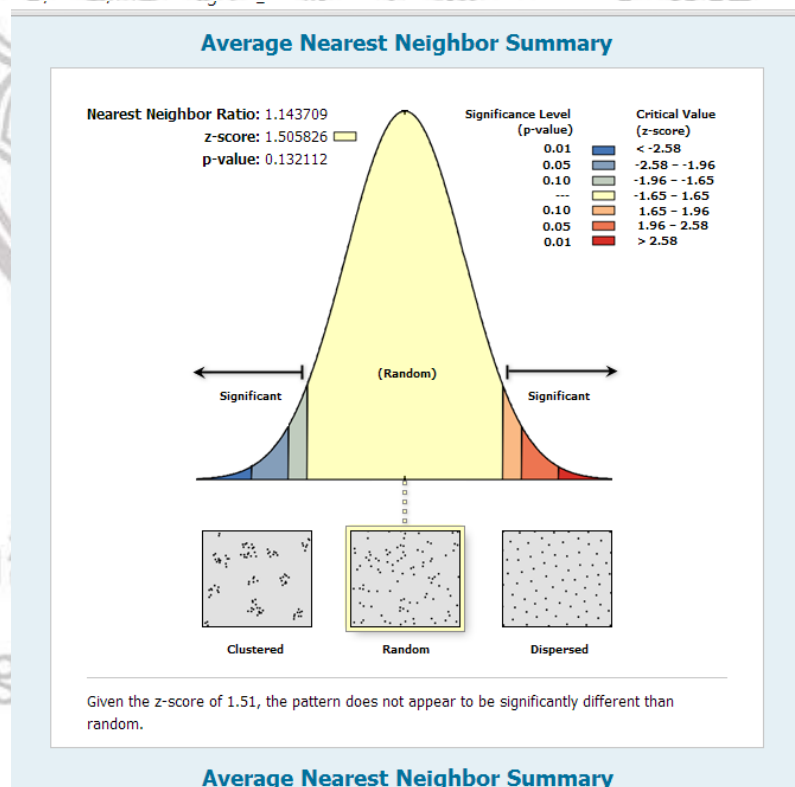 Average Nearest Neighbor Summary
Nearest Neighbor Ratio: 1.143709
z-score: 1.505826
p-value: 0.132112
Significance Level (p-value) Critical Value (z-score)
0.01 < -2.58
0.05 -2.58 – -1.96
0.10 -1.96 – -1.65
--- -1.65 – 1.65
0.10 1.65 – 1.96
0.05 1.96 – 2.58
0.01 > 2.58
(Random)
Significant Significant
Clustered Random Dispersed
Given the z-score of 1.51, the pattern does not appear to be significantly different than
random.
Average Nearest Neighbor Summary